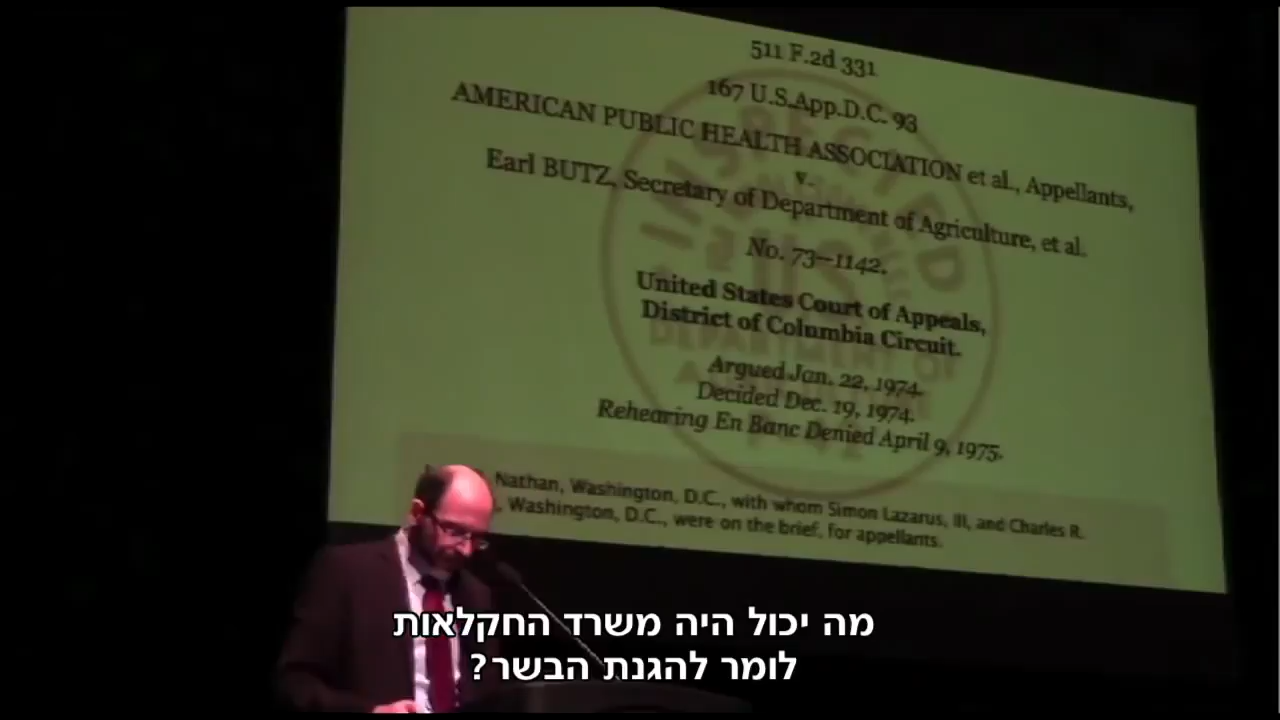 511 F.2d 331
167 U.S.App.D.C. 93
AMERICAN PUBLIC HEALTH ASSOCIATION et al., Appellants,
v.
Earl BUTZ, Secretary of Department of Agriculture, et al.
No. 73–1142.
United States Court of Appeals,
District of Columbia Circuit.
Argued Jan. 22, 1974.
Decided Dec. 19, 1974.
Rehearing En Banc Denied April 9, 1975.
Nathan, Washington, D.C., with whom Simon Lazarus, III, and Charles R.
Washington, D.C., were on the brief, for appellants.
INSPECTED
U.S.
DEPARTMENT OF
מה יכול היה משרד החקלאות
לומר להגנת הבשר?